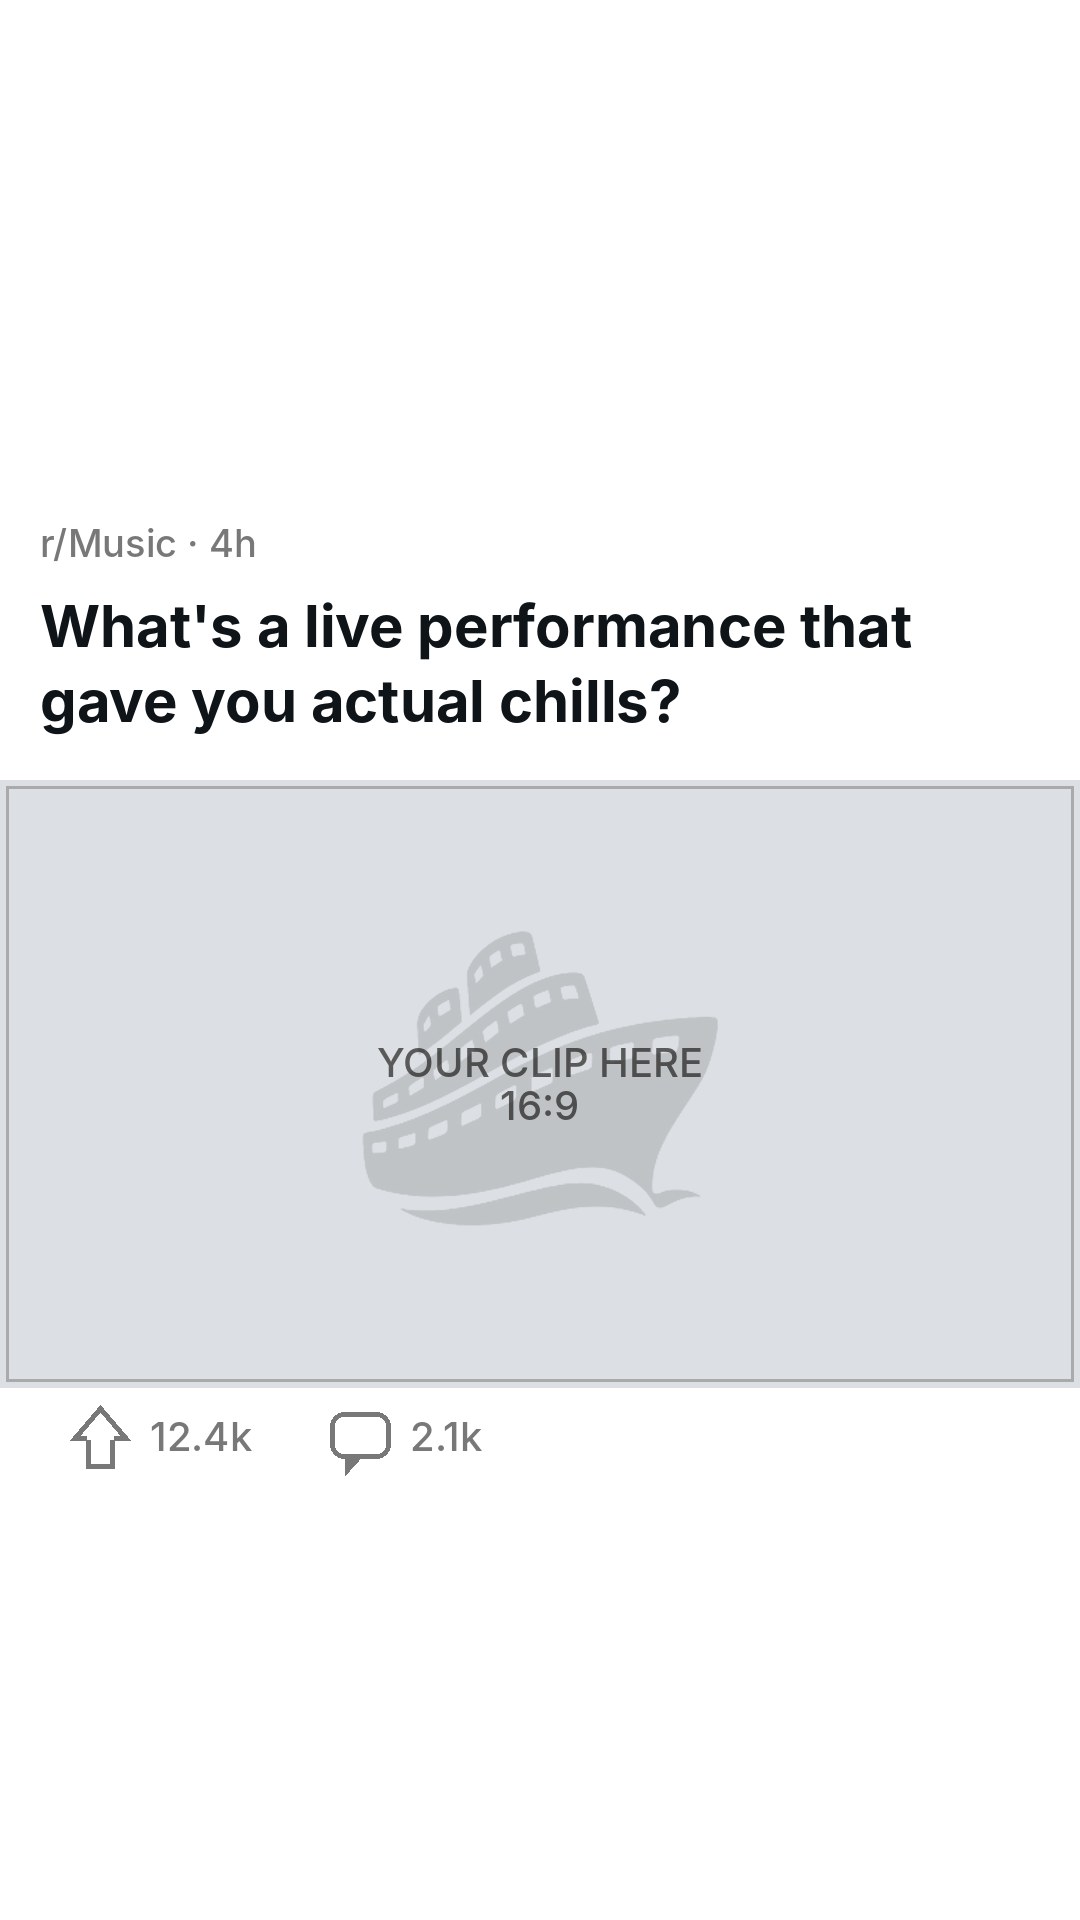 r/Music · 4h
What's a live performance that
gave you actual chills?
YOUR CLIP HERE
16:9
12.4k
2.1k